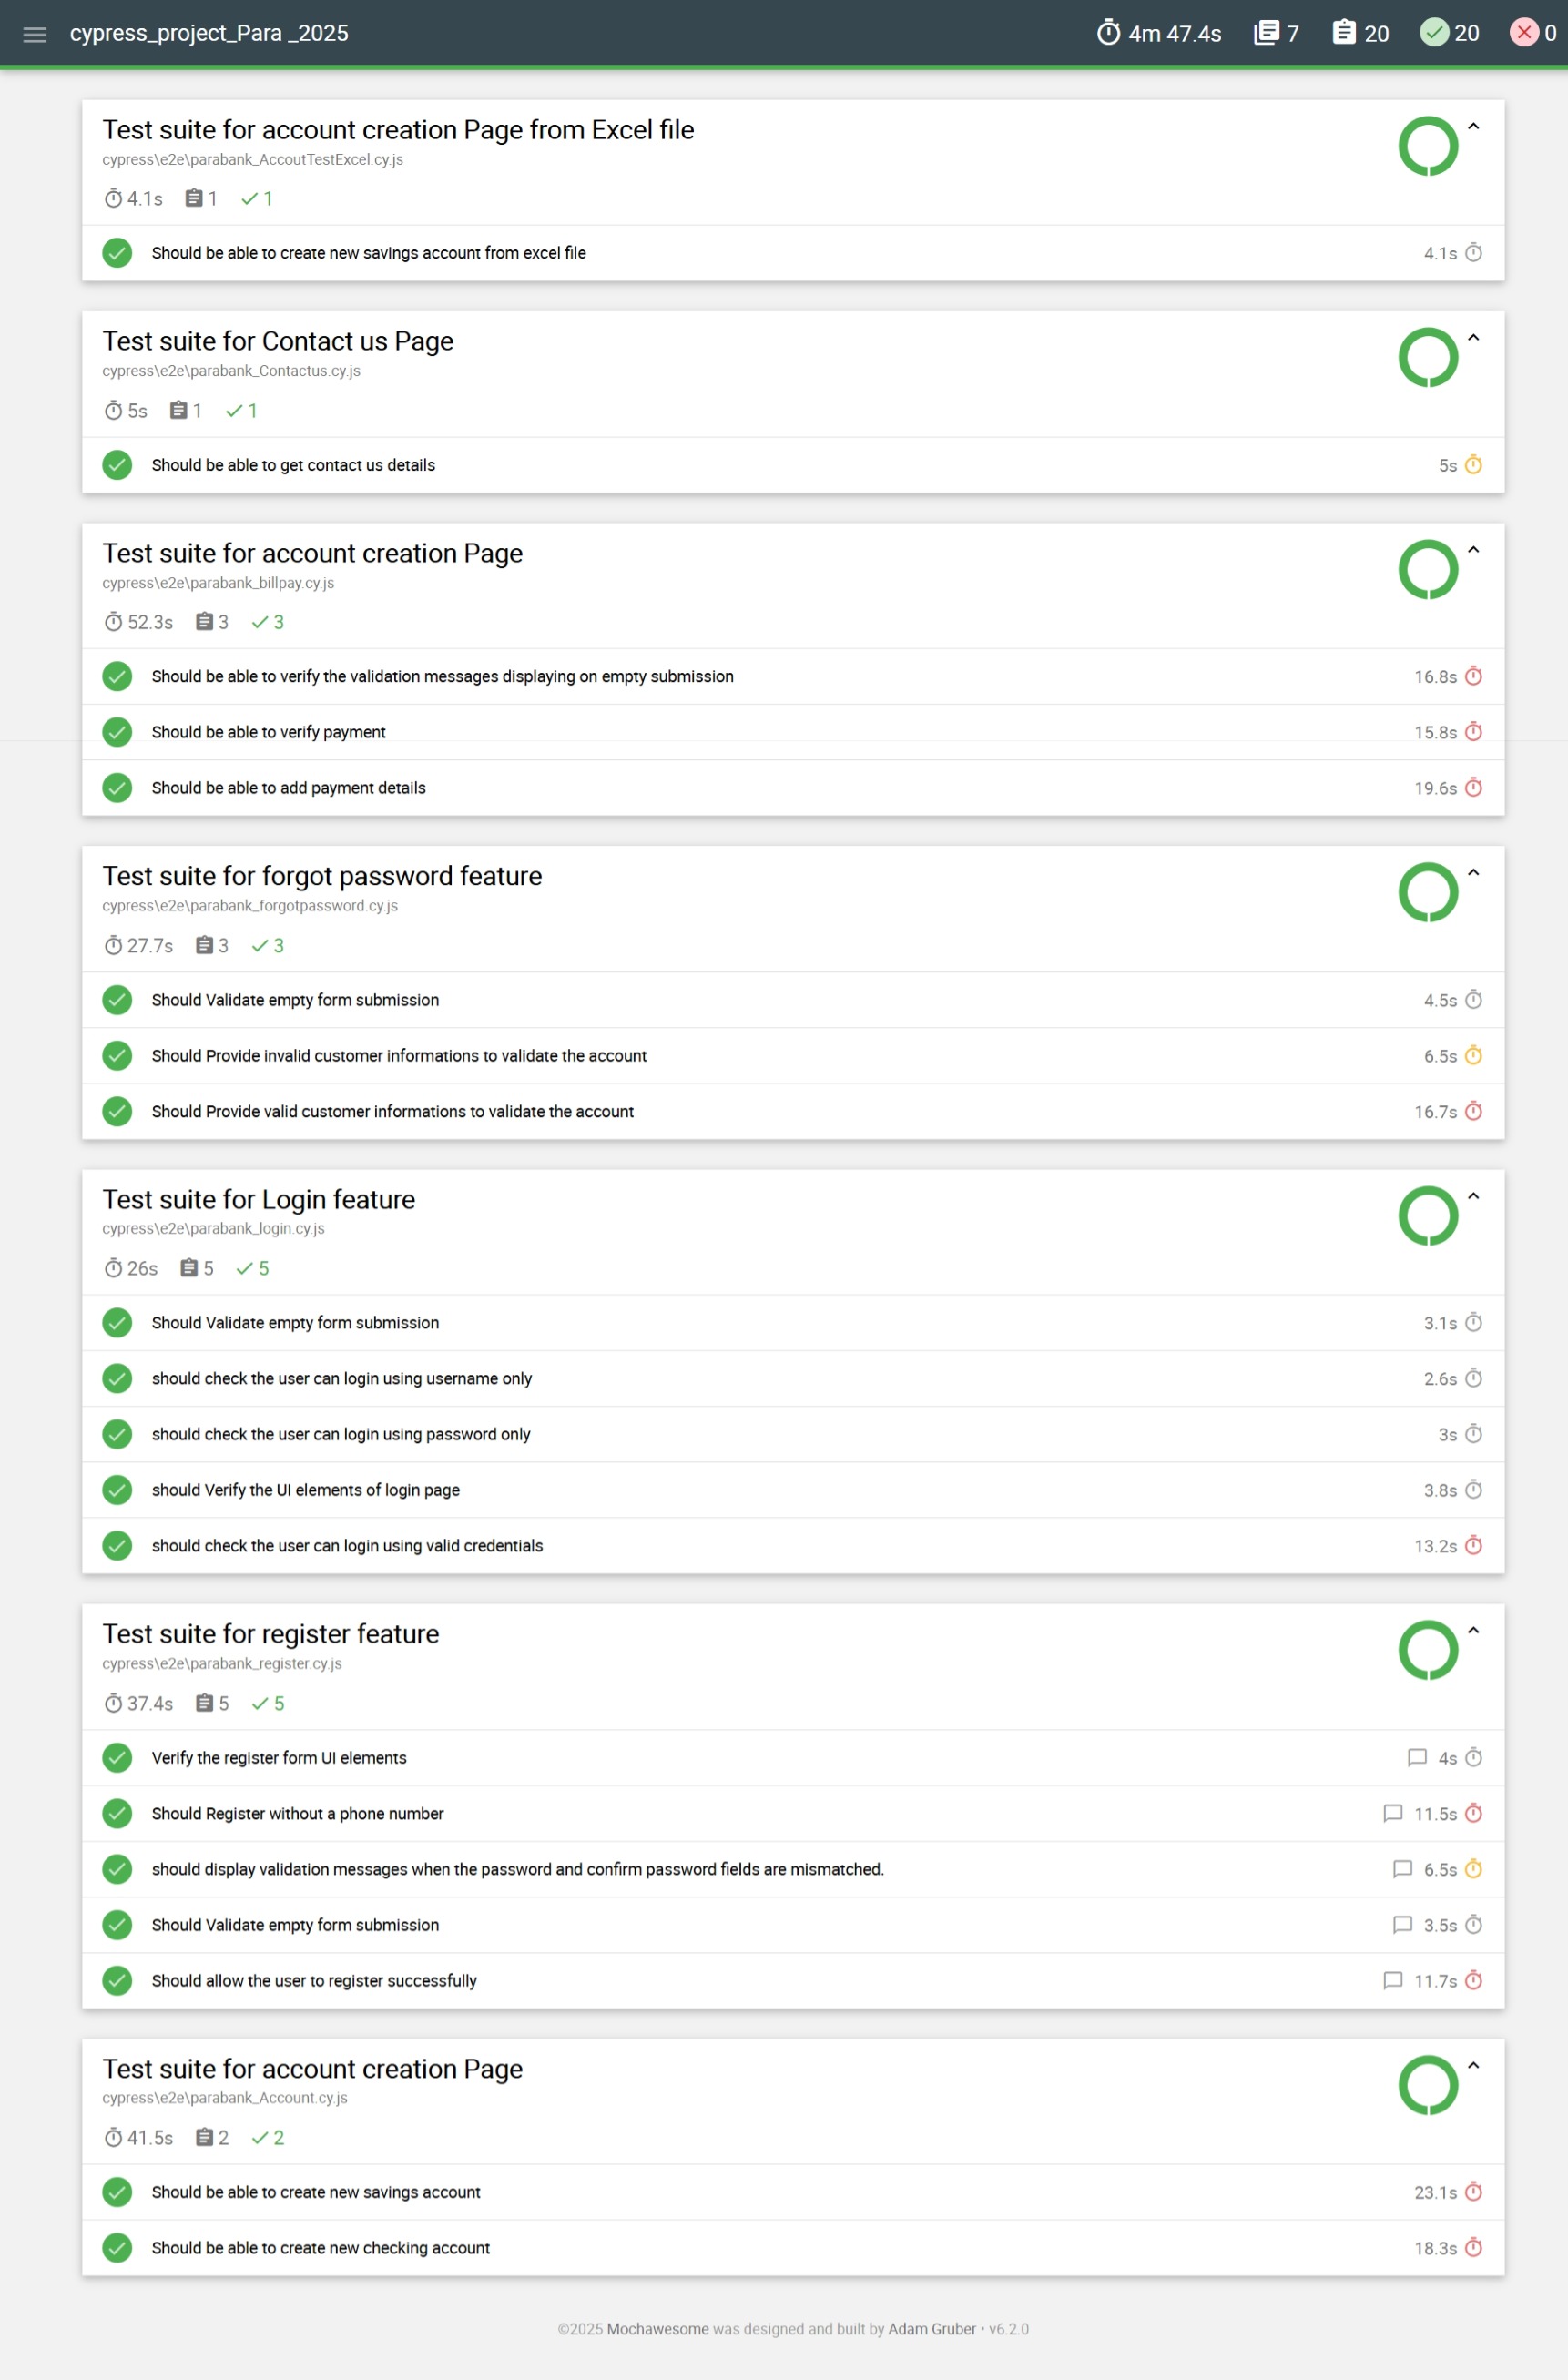 cypress_project_Para _2025 4m 47.4s 7 20 20 0
Test suite for account creation Page from Excel file
cypress\e2e\parabank_AccoutTestExcel.cy.js
4.1s 1 1
Should be able to create new savings account from excel file 4.1s
Test suite for Contact us Page
cypress\e2e\parabank_Contactus.cy.js
5s 1 1
Should be able to get contact us details 5s
Test suite for account creation Page
cypress\e2e\parabank_billpay.cy.js
52.3s 3 3
Should be able to verify the validation messages displaying on empty submission 16.8s
Should be able to verify payment 15.8s
Should be able to add payment details 19.6s
Test suite for forgot password feature
cypress\e2e\parabank_forgotpassword.cy.js
27.7s 3 3
Should Validate empty form submission 4.5s
Should Provide invalid customer informations to validate the account 6.5s
Should Provide valid customer informations to validate the account 16.7s
Test suite for Login feature
cypress\e2e\parabank_login.cy.js
26s 5 5
Should Validate empty form submission 3.1s
should check the user can login using username only 2.6s
should check the user can login using password only 3s
should Verify the UI elements of login page 3.8s
should check the user can login using valid credentials 13.2s
Test suite for register feature
cypress\e2e\parabank_register.cy.js
37.4s 5 5
Verify the register form UI elements 4s
Should Register without a phone number 11.5s
should display validation messages when the password and confirm password fields are mismatched. 6.5s
Should Validate empty form submission 3.5s
Should allow the user to register successfully 11.7s
Test suite for account creation Page
cypress\e2e\parabank_Account.cy.js
41.5s 2 2
Should be able to create new savings account 23.1s
Should be able to create new checking account 18.3s
©2025 Mochawesome was designed and built by Adam Gruber • v6.2.0